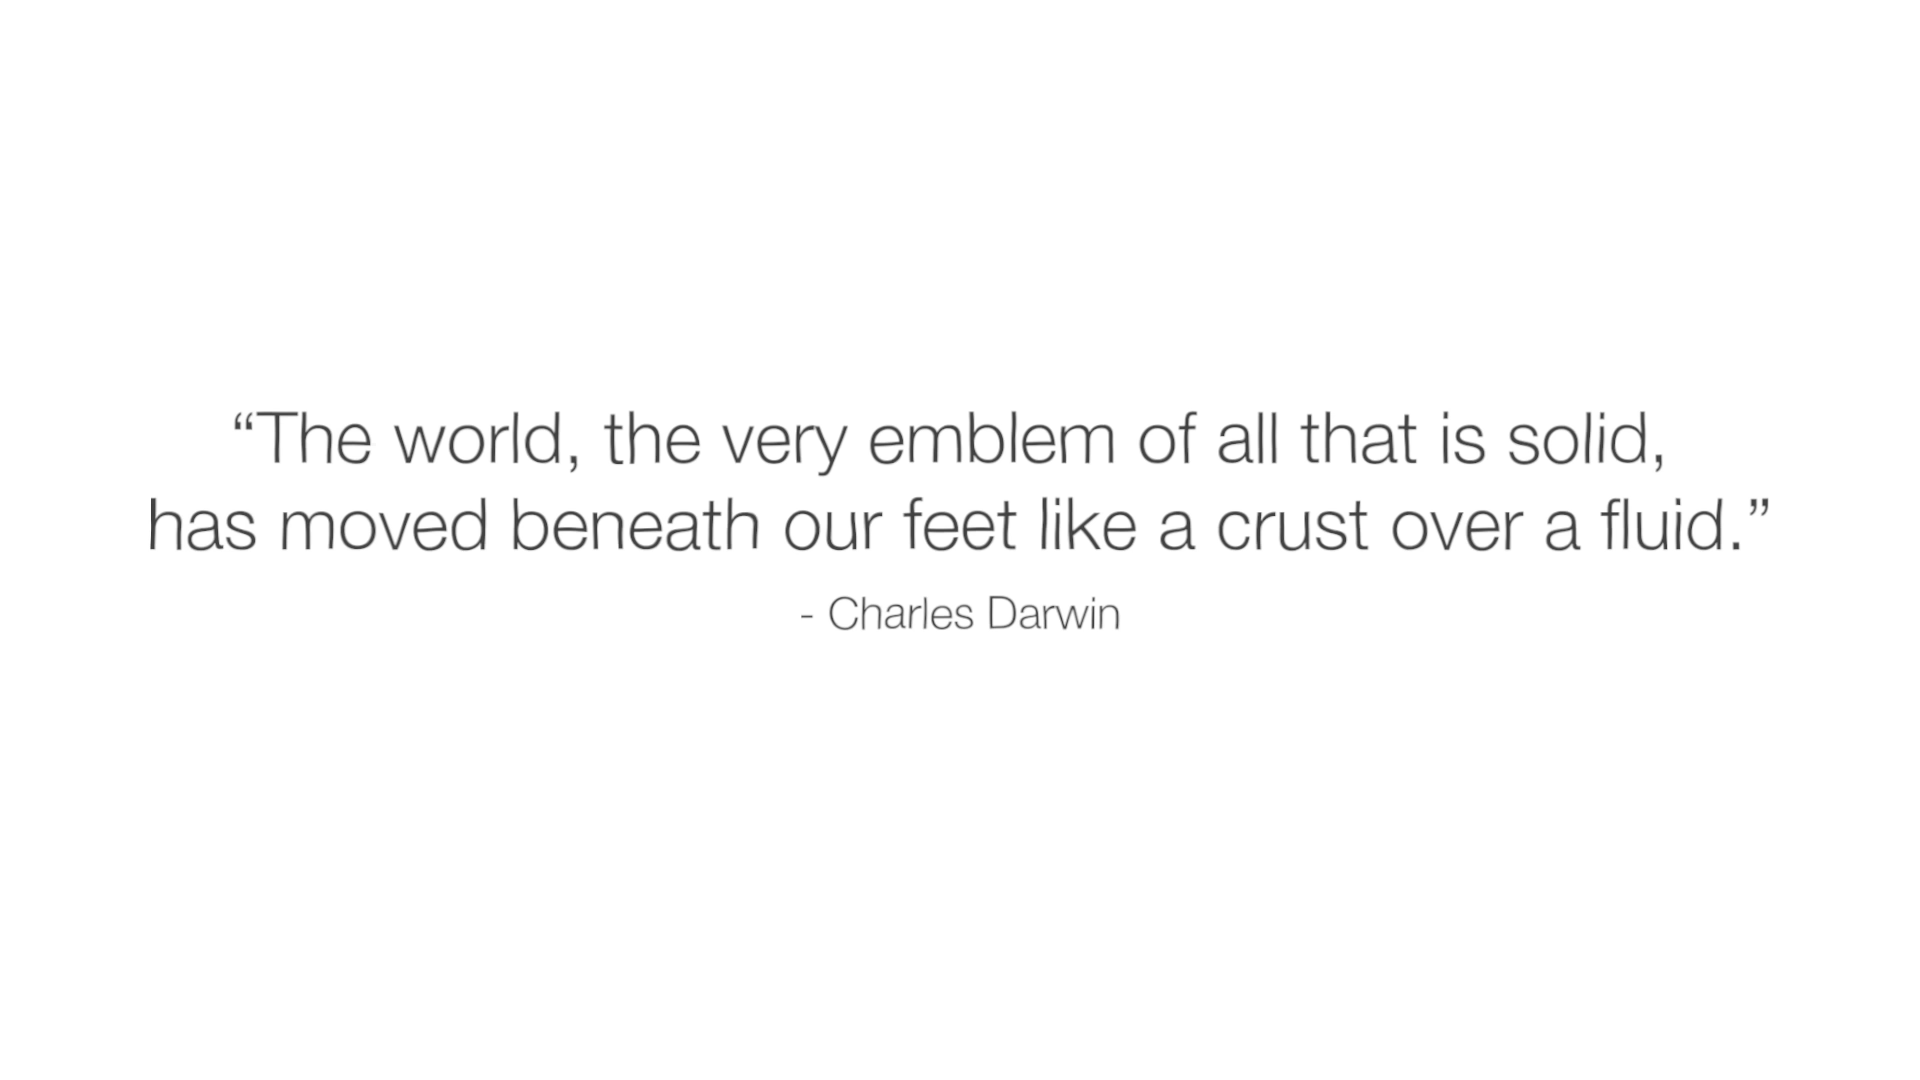 “The world, the very emblem of all that is solid,
has moved beneath our feet like a crust over a fluid.”
- Charles Darwin